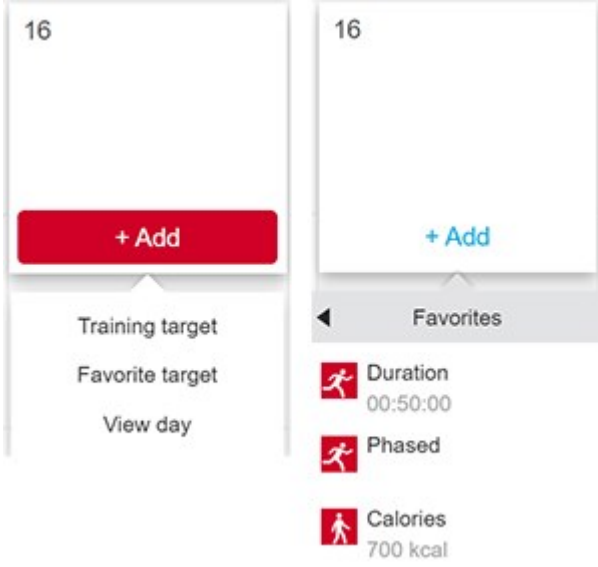 16
+ Add
Training target
Favorite target
View day
16
+ Add
Favorites
Duration
00:50:00
Phased
Calories
700 kcal